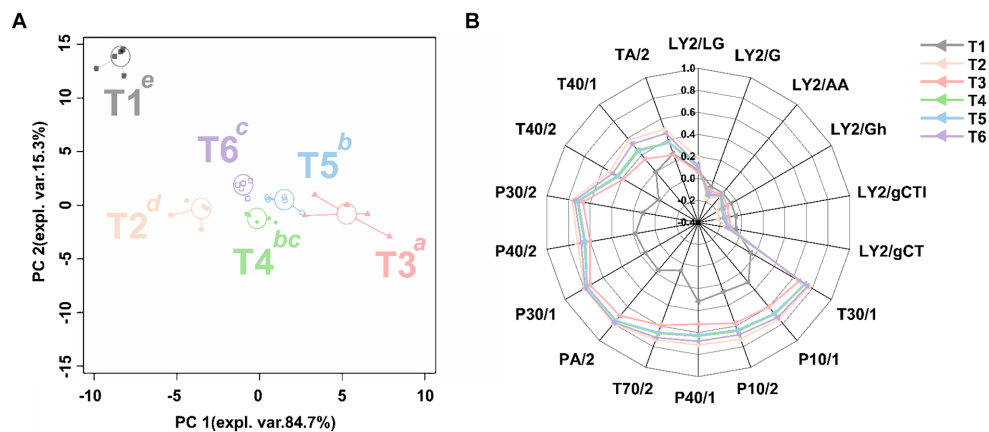 A
PC 2(expl. var.15.3%)
15
10
5
0
-5
-10
-15
-10
-5
0
5
10
PC 1(expl. var.84.7%)
T1e
T6c
T5b
T2d
T4bc
T3a
B
LY2/LG
LY2/G
LY2/AA
LY2/Gh
LY2/gCTI
LY2/gCT
T30/1
P10/1
P10/2
P40/1
T70/2
PA/2
P30/1
P40/2
P30/2
T40/2
T40/1
TA/2
1.0
0.8
0.6
0.4
0.2
0.0
-0.2
-0.4
T1
T2
T3
T4
T5
T6